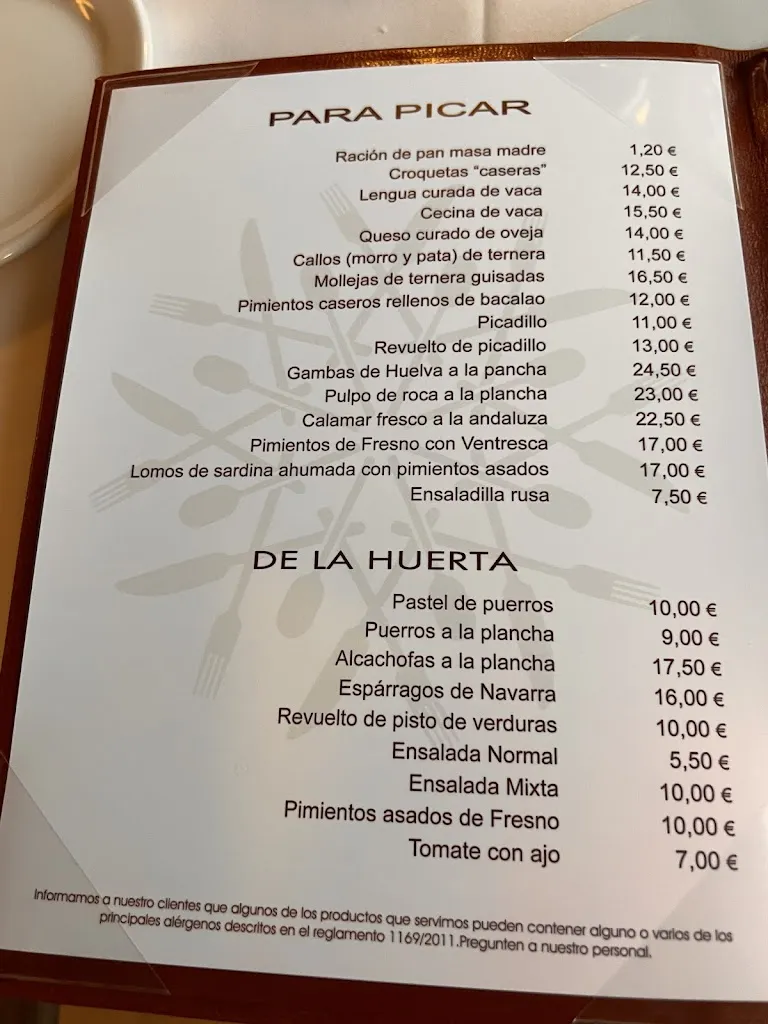 PARA PICAR
Ración de pan masa madre 1,20 €
Croquetas "caseras" 12,50 €
Lengua curada de vaca 14,00 €
Cecina de vaca 15,50 €
Queso curado de oveja 14,00 €
Callos (morro y pata) de ternera 11,50 €
Mollejas de ternera guisadas 16,50 €
Pimientos caseros rellenos de bacalao 12,00 €
Picadillo 11,00 €
Revuelto de picadillo 13,00 €
Gambas de Huelva a la pancha 24,50 €
Pulpo de roca a la plancha 23,00 €
Calamar fresco a la andaluza 22,50 €
Pimientos de Fresno con Ventresca 17,00 €
Lomos de sardina ahumada con pimientos asados 17,00 €
Ensaladilla rusa 7,50 €
DE LA HUERTA
Pastel de puerros 10,00 €
Puerros a la plancha 9,00 €
Alcachofas a la plancha 17,50 €
Espárragos de Navarra 16,00 €
Revuelto de pisto de verduras 10,00 €
Ensalada Normal 5,50 €
Ensalada Mixta 10,00 €
Pimientos asados de Fresno 10,00 €
Tomate con ajo 7,00 €
Informamos a nuestro clientes que algunos de los productos que servimos pueden contener alguno o varios de los
principales alérgenos descritos en el reglamento 1169/2011.Pregunten a nuestro personal.